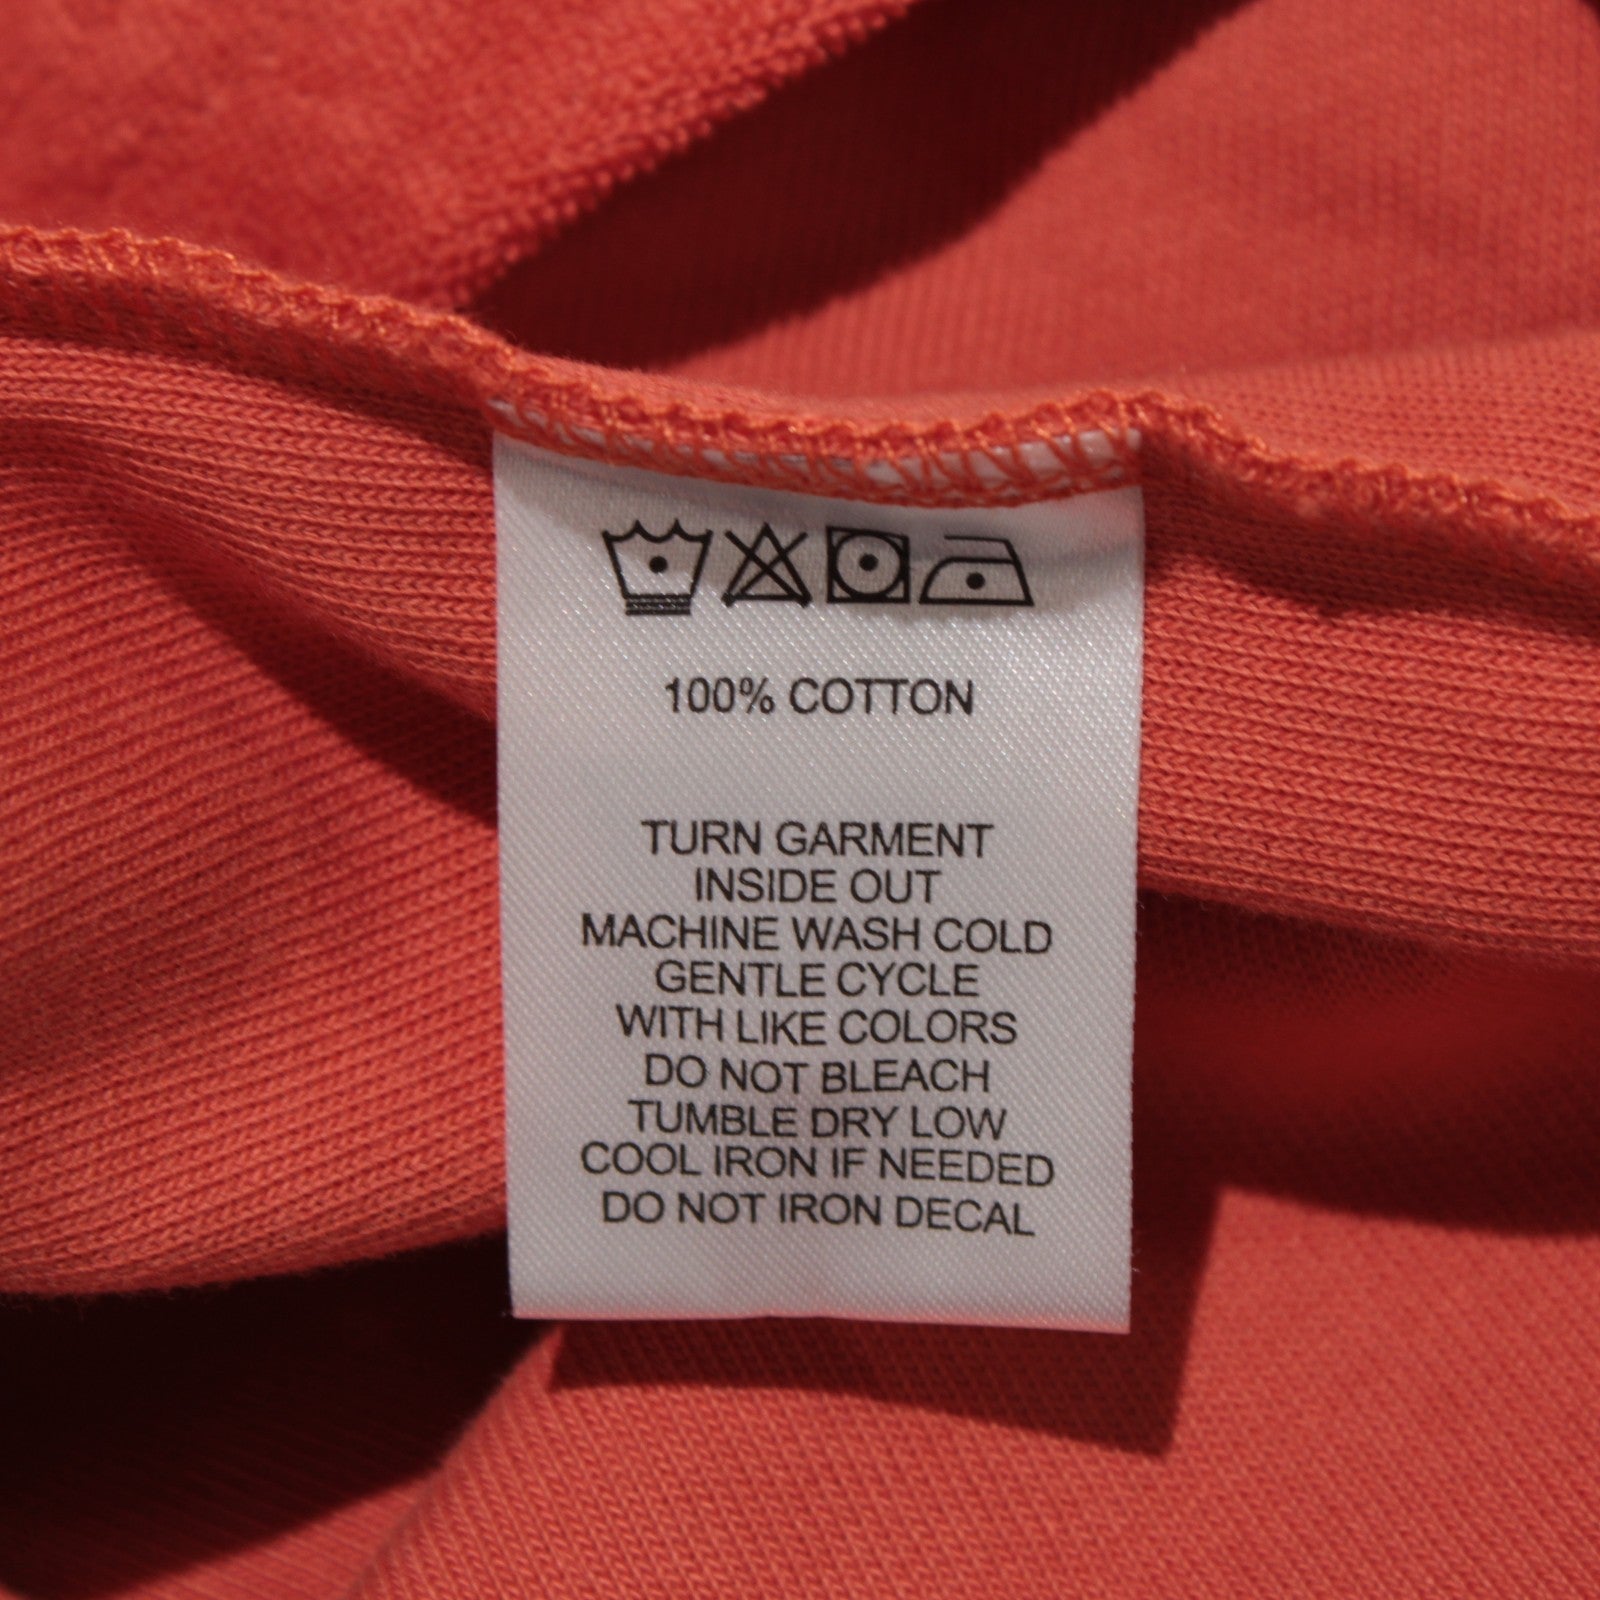 100% COTTON
TURN GARMENT
INSIDE OUT
MACHINE WASH COLD
GENTLE CYCLE
WITH LIKE COLORS
DO NOT BLEACH
TUMBLE DRY LOW
COOL IRON IF NEEDED
DO NOT IRON DECAL